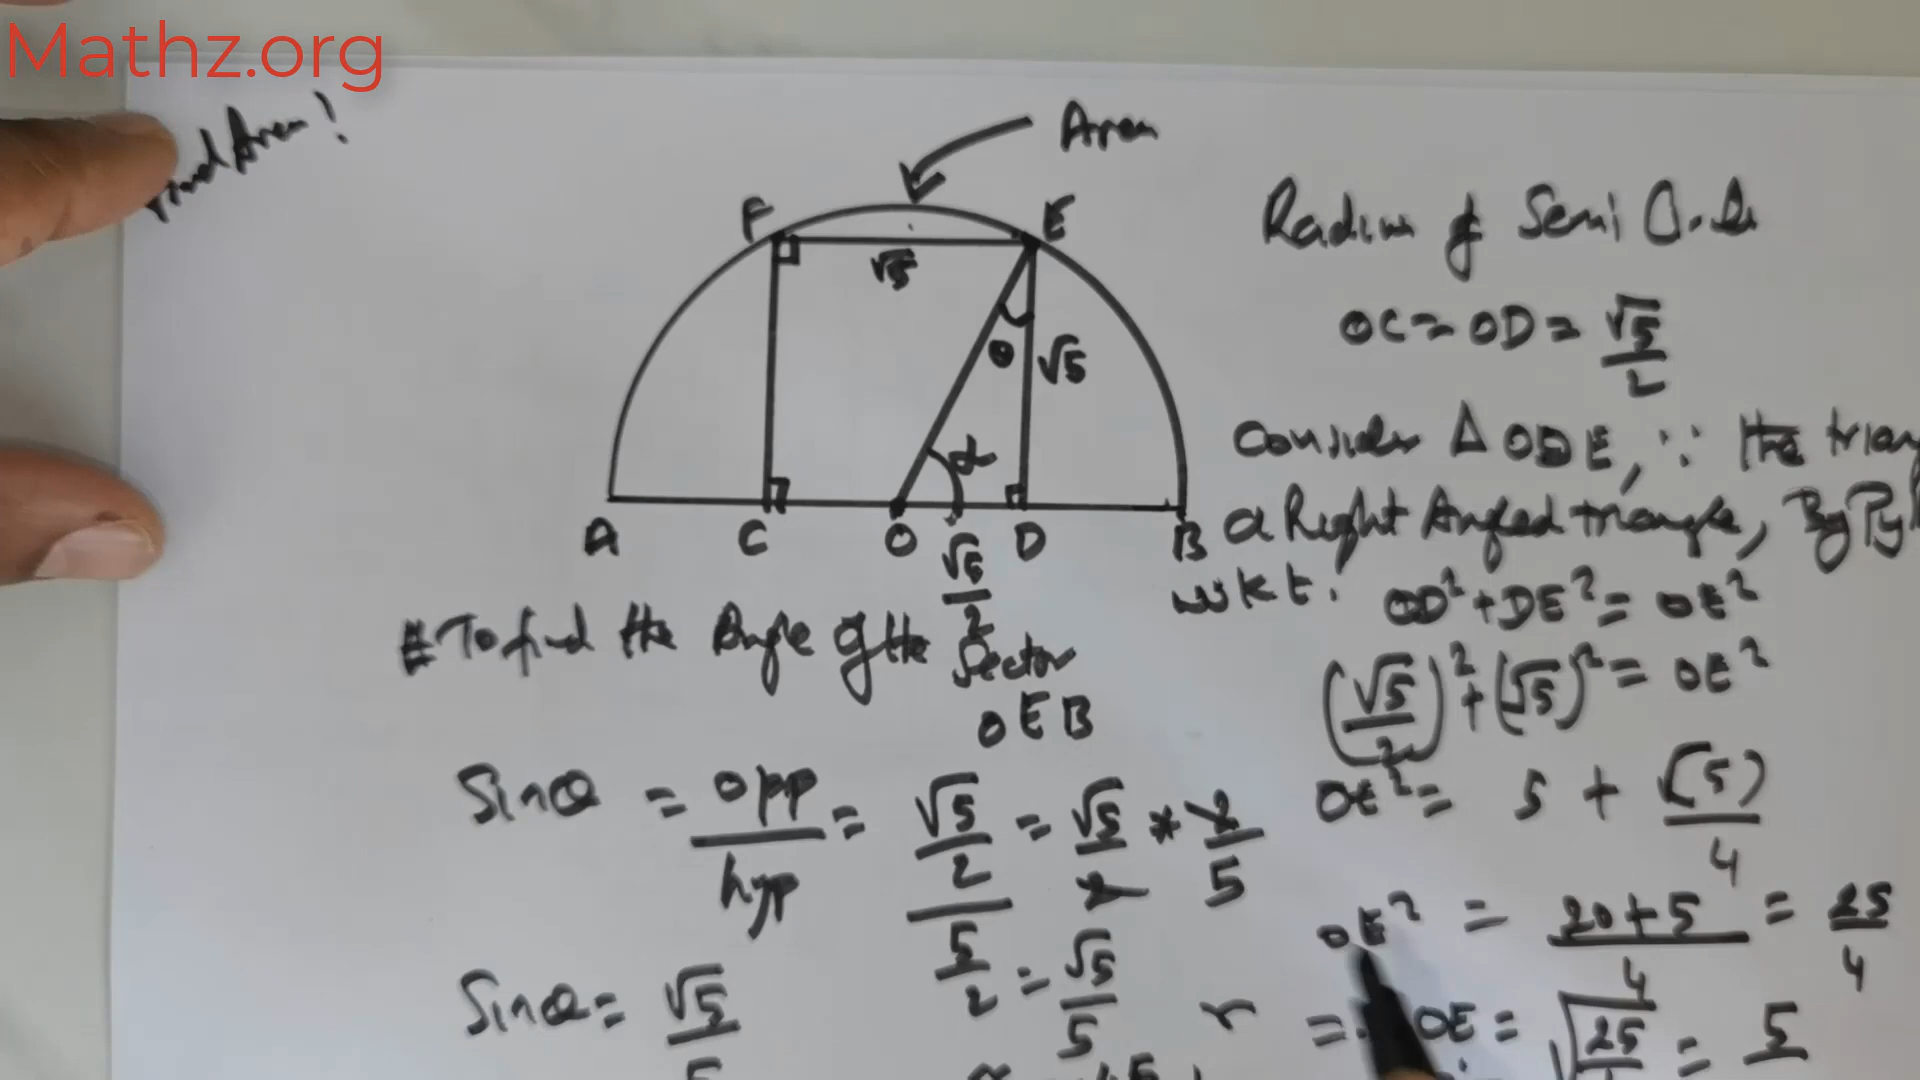 Mathz.org
Find Area!
Area
F E
√5
θ √5
α
A C O D B
√5/2
Radius of Semi
OC = OD = √5/2
Consider Δ ODE, ∵ the trian
a Right Angled triangle, By Py
WKT. OD² + DE² = OE²
(√5/2)² + (√5)² = OE²
OE² = 5 + (5)/4
OE² = 20+5/4 = 25/4
r = OE = √25/4 = 5
# To find the Angle of the Sector
OEB
Sinθ = opp/hyp = √5/2/5/2 = √5/2 * 2/5
= √5/5
Sinθ = √5/5